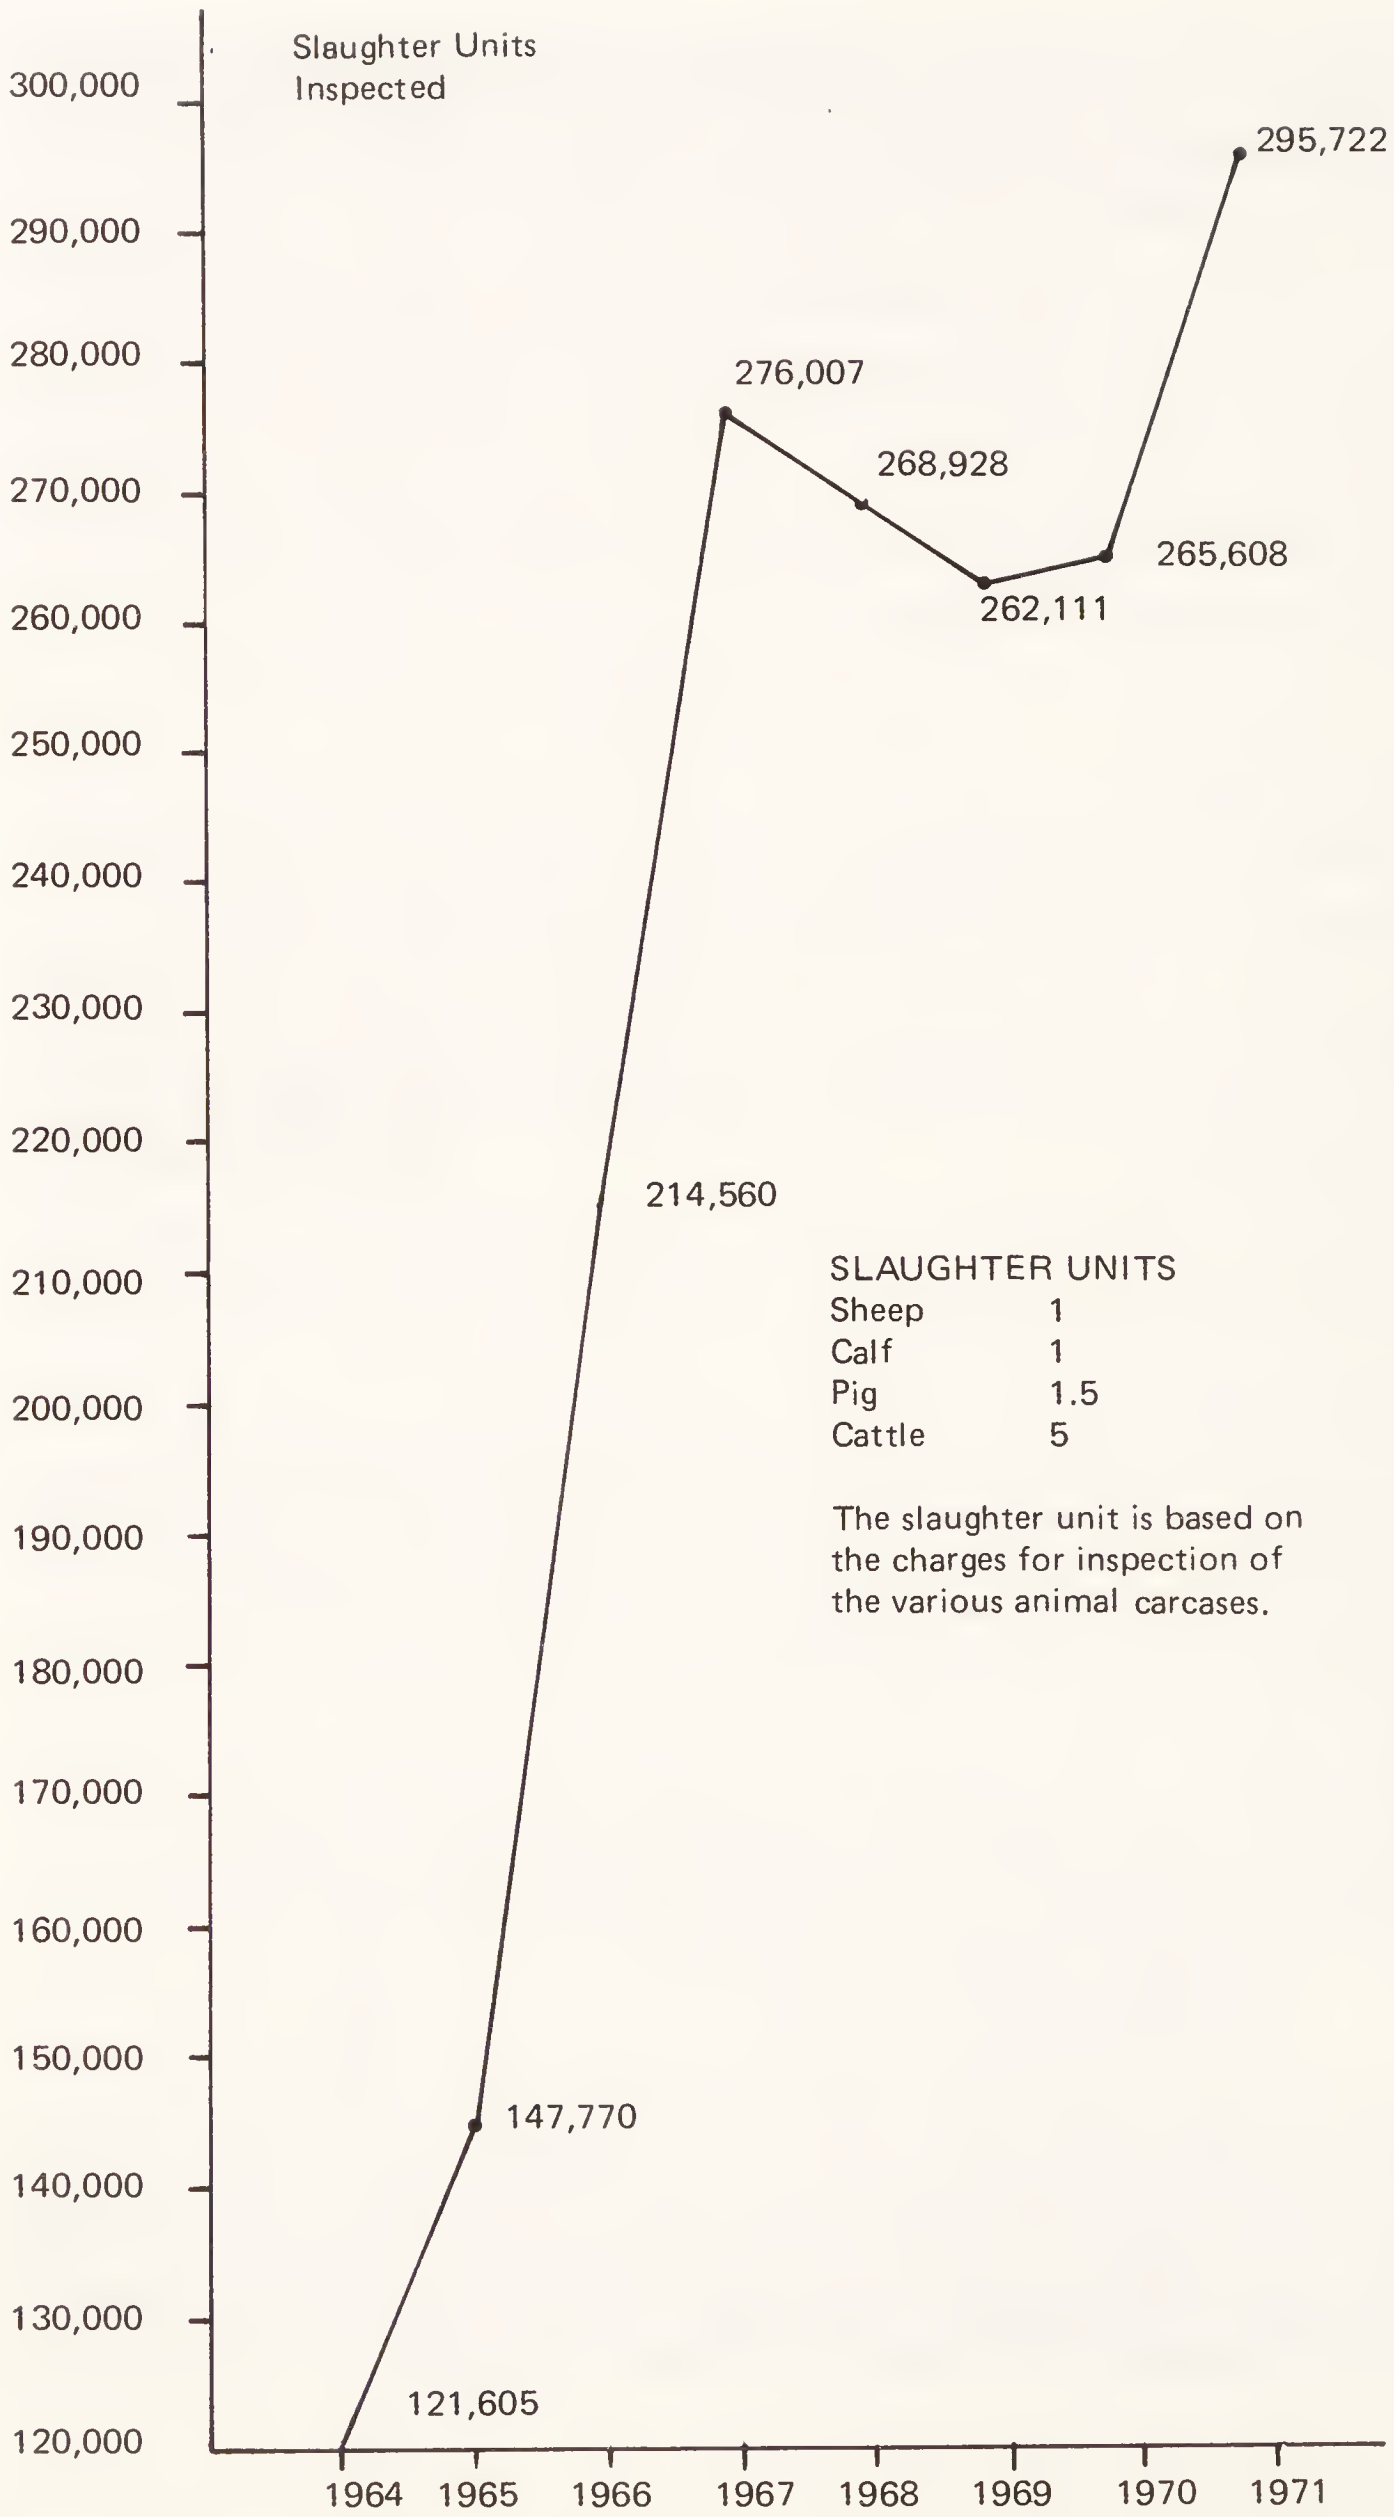 Slaughter Units
Inspected
300,000
290,000
280,000
270,000
260,000
250,000
240,000
230,000
220,000
210,000
200,000
190,000
180,000
170,000
160,000
150,000
140,000
130,000
120,000
295,722
276,007
268,928
265,608
262,111
214,560
147,770
121,605
SLAUGHTER UNITS
Sheep 1
Calf 1
Pig 1.5
Cattle 5
The slaughter unit is based on
the charges for inspection of
the various animal carcases.
1964 1965 1966 1967 1968 1969 1970 1971